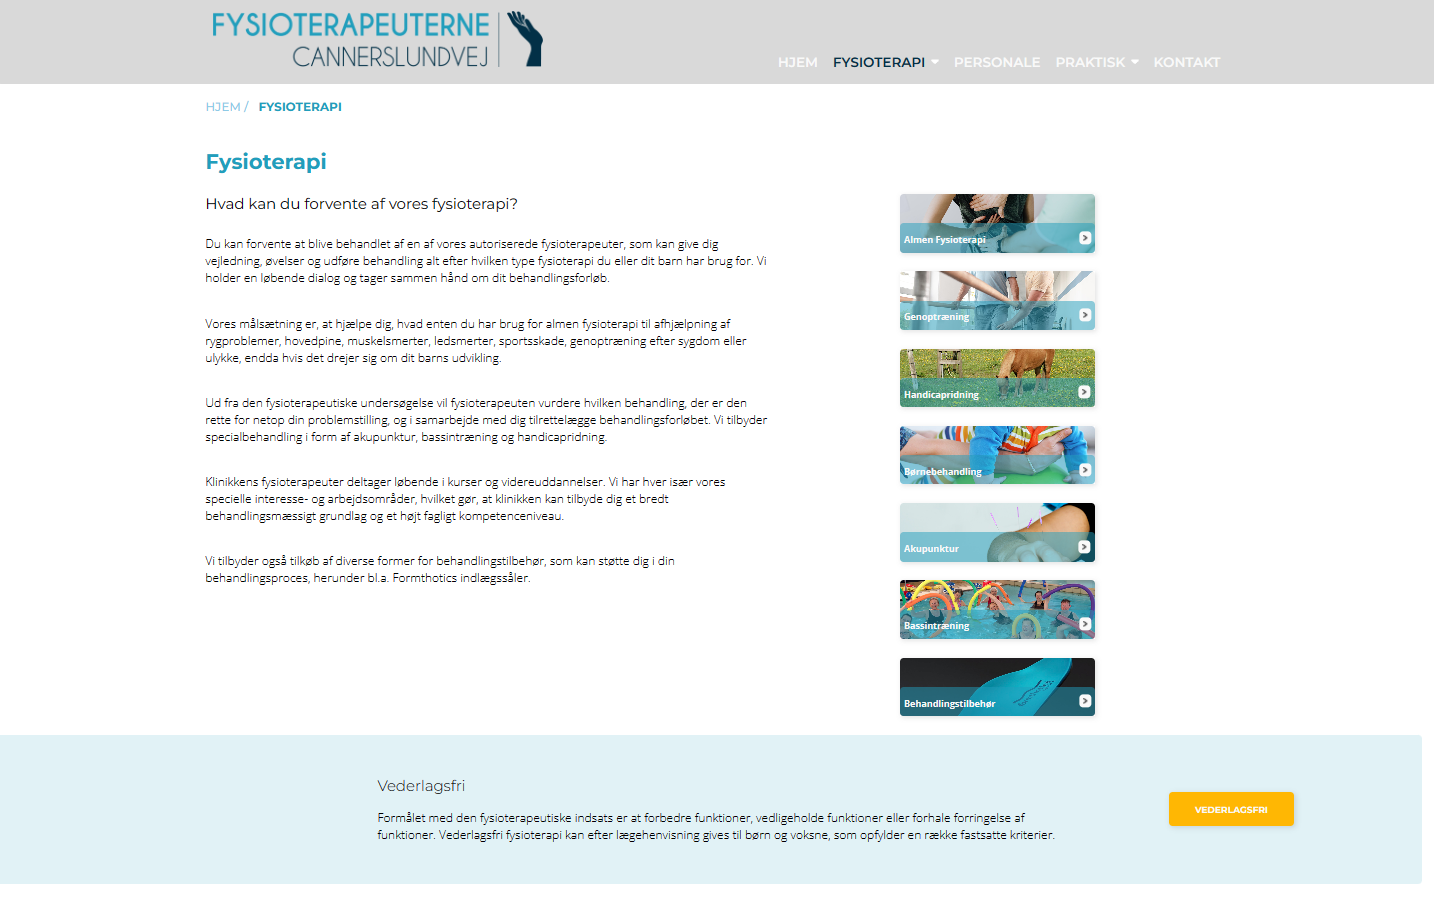 FYSIOTERAPEUTERNE
CANNERSLUNDVEJ
HJEM FYSIOTERAPI PERSONALE PRAKTISK KONTAKT
HJEM / FYSIOTERAPI
Fysioterapi
Hvad kan du forvente af vores fysioterapi?
Du kan forvente at blive behandlet af en af vores autoriserede fysioterapeuter, som kan give dig
vejledning, øvelser og udføre behandling alt efter hvilken type fysioterapi du eller dit barn har brug for. Vi
holder en løbende dialog og tager sammen hånd om dit behandlingsforløb.
Vores målsætning er, at hjælpe dig, hvad enten du har brug for almen fysioterapi til afhjælpning af
rygproblemer, hovedpine, muskelsmerter, ledsmerter, sportsskade, genoptræning efter sygdom eller
ulykke, endda hvis det drejer sig om dit barns udvikling.
Ud fra den fysioterapeutiske undersøgelse vil fysioterapeuten vurdere hvilken behandling, der er den
rette for netop din problemstilling, og i samarbejde med dig tilrettelægge behandlingsforløbet. Vi tilbyder
specialbehandling i form af akupunktur, bassintræning og handicapridning.
Klinikkens fysioterapeuter deltager løbende i kurser og videreuddannelser. Vi har hver især vores
specielle interesse- og arbejdsområder, hvilket gør, at klinikken kan tilbyde dig et bredt
behandlingsmæssigt grundlag og et højt fagligt kompetenceniveau.
Vi tilbyder også tilkøb af diverse former for behandlingstilbehør, som kan støtte dig i din
behandlingsproces, herunder bl.a. Formthotics indlægssåler.
Almen Fysioterapi
Genoptræning
Handicapridning
Børnebehandling
Akupunktur
Bassintræning
Behandlingstilbehør
Vederlagsfri
Formålet med den fysioterapeutiske indsats er at forbedre funktioner, vedligeholde funktioner eller forhale forringelse af
funktioner. Vederlagsfri fysioterapi kan efter lægehenvisning gives til børn og voksne, som opfylder en række fastsatte kriterier.
VEDERLAGSFRI